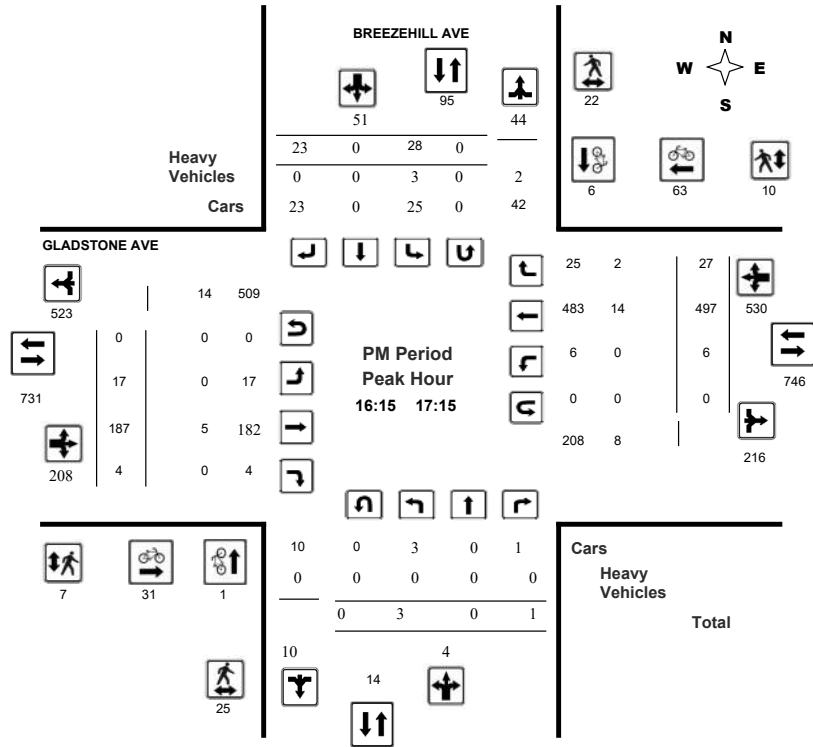 BREEZEHILL AVE
N
W E
S
95
22
51 44
23 0 28 0
Heavy
Vehicles
0 0 3 0 2
6 63 10
Cars
23 0 25 0 42
GLADSTONE AVE
25 2 27
523
14 509
483 14 497 530
0 0 0
PM Period
Peak Hour
16:15 17:15
6 0 6
731
17 0 17
746
0 0 0
187 5 182
208 8
216
208
4 0 4
10 0 3 0 1
Cars
0 0 0 0 0
Heavy
Vehicles
7 31 1
0 3 0 1
Total
10 4
14
25